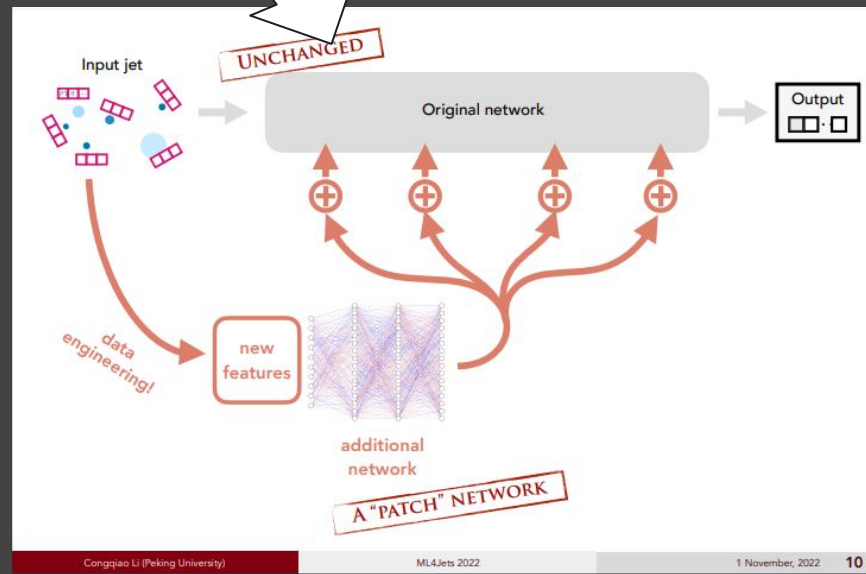 UNCHANGED
Input jet
Original network
Output
data
engineering!
new
features
additional
network
A "PATCH" NETWORK
Congqiao Li (Peking University)
ML4Jets 2022
1 November, 2022
10